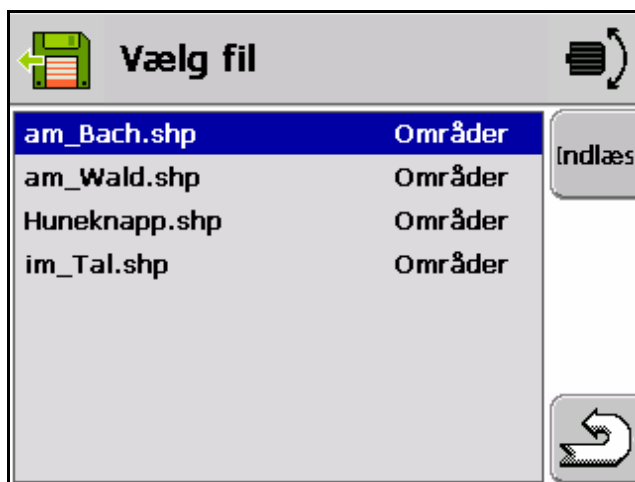 Vælg fil
am_Bach.shp Områder
Indlæs
am_Wald.shp Områder
Huneknapp.shp Områder
im_Tal.shp Områder